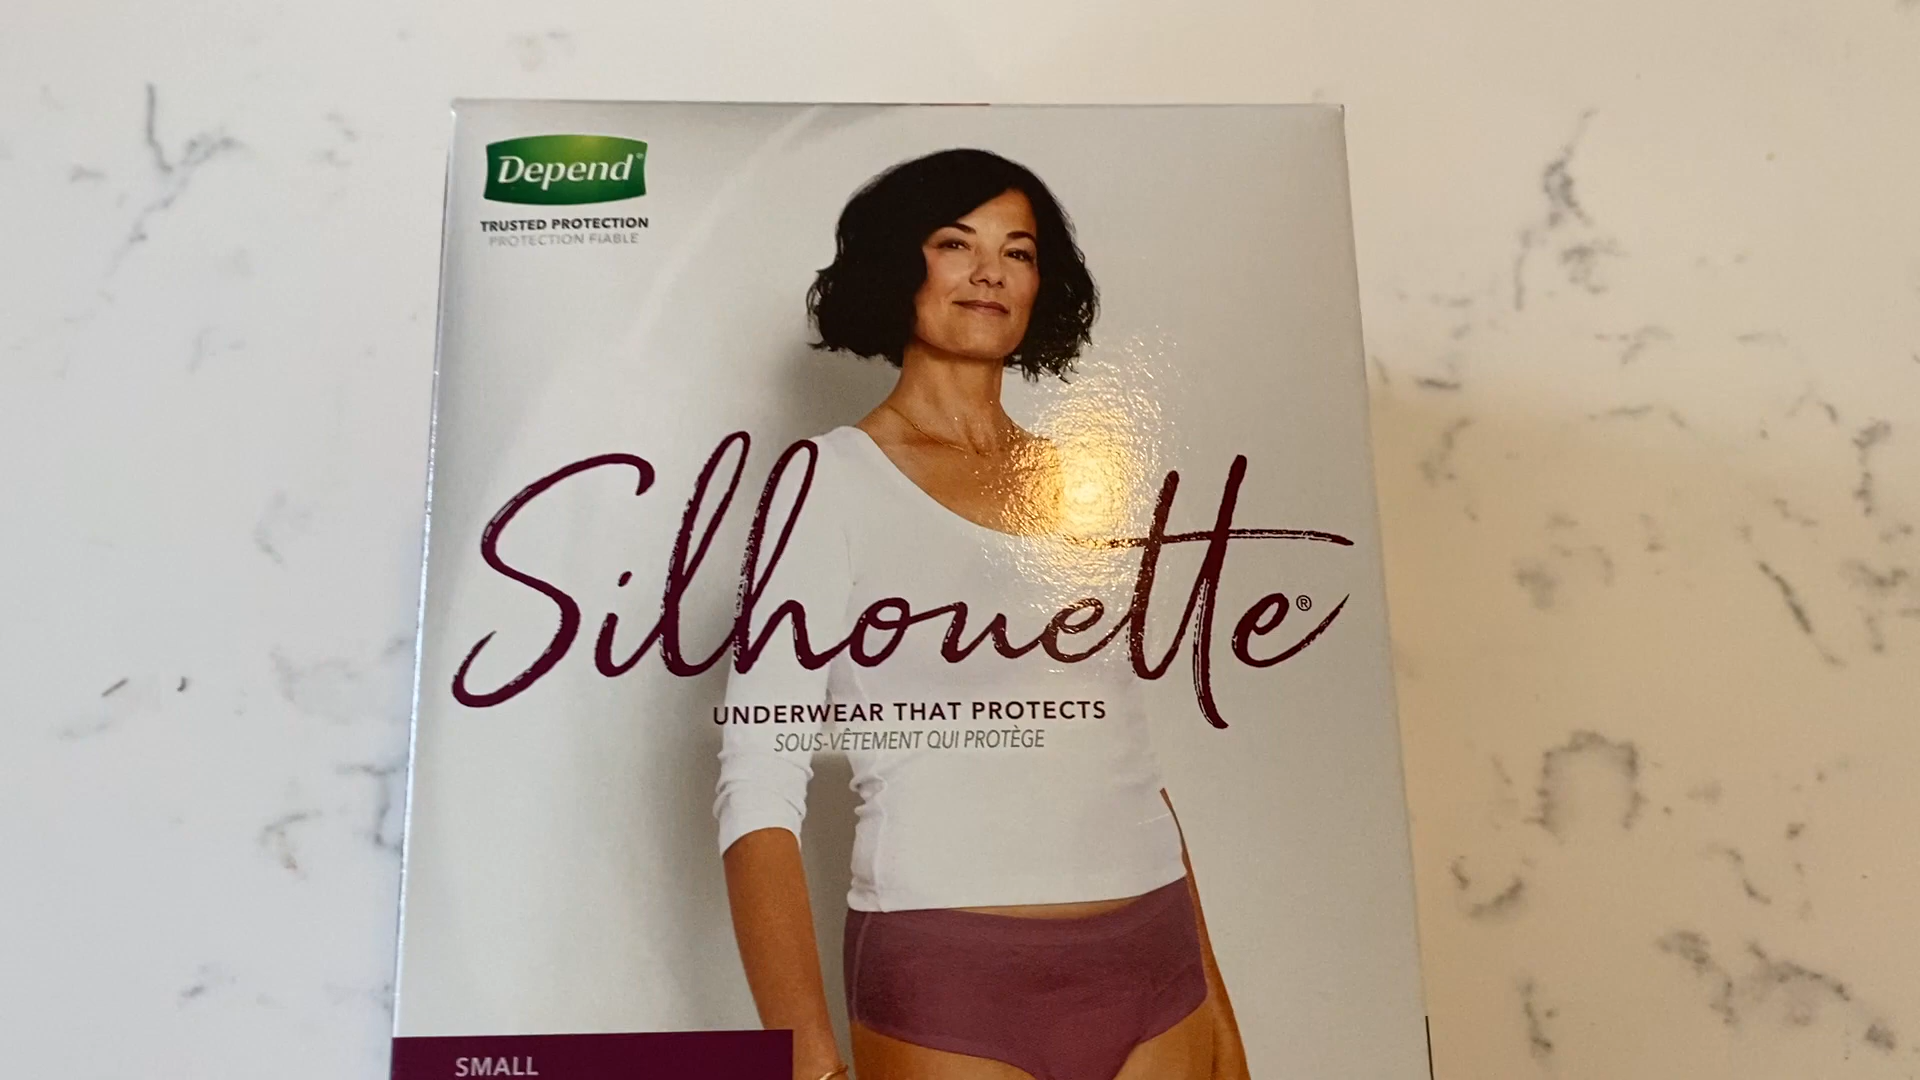 Depend®
TRUSTED PROTECTION
PROTECTION FIABLE
Silhouette®
UNDERWEAR THAT PROTECTS
SOUS-VÊTEMENT QUI PROTÈGE
SMALL